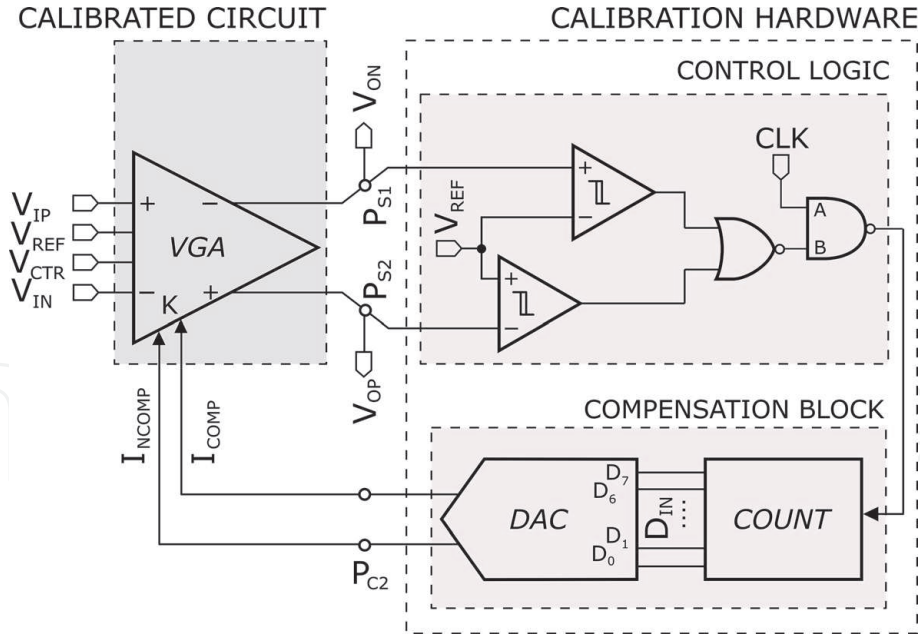 CALIBRATED CIRCUIT
CALIBRATION HARDWARE
CONTROL LOGIC
V_ON
CLK
V_IP
V_REF
V_CTR
V_IN
+
−
VGA
−
+
K
P_S1
P_S2
V_OP
V_REF
+
−
+
−
A
B
I_NCOMP
I_COMP
COMPENSATION BLOCK
DAC
D_7
D_6
D_1
D_0
D_IN ....
COUNT
P_C2